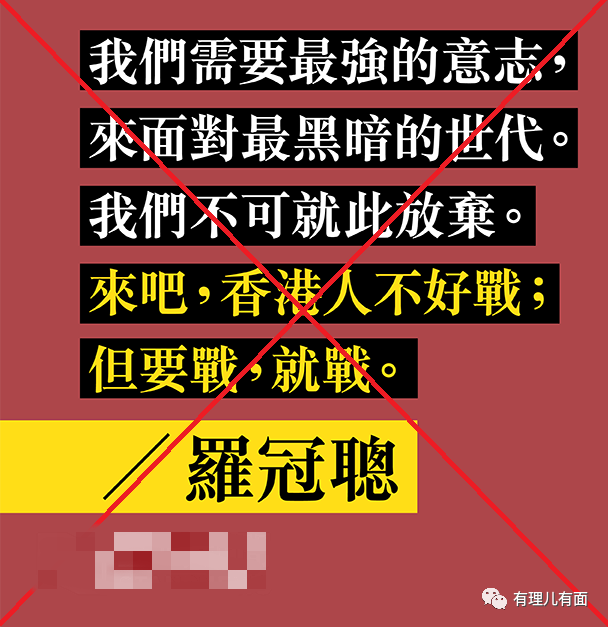 我們需要最強的意志，
來面對最黑暗的世代。
我們不可就此放棄。
來吧，香港人不好戰；
但要戰，就戰。
／羅冠聰
有理儿有面